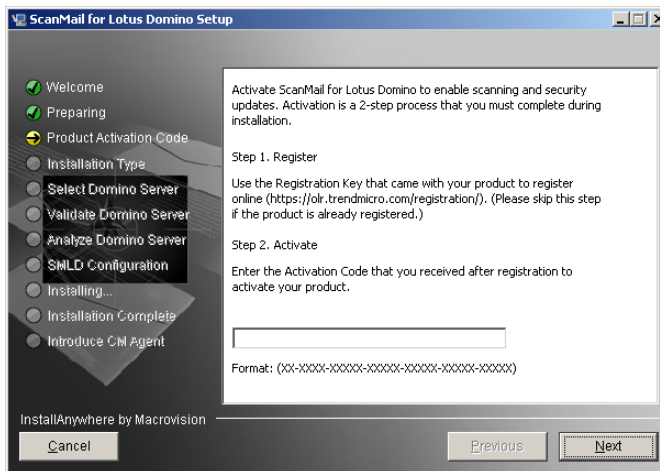 ScanMail for Lotus Domino Setup
Welcome
Preparing
Product Activation Code
Installation Type
Select Domino Server
Validate Domino Server
Analyze Domino Server
SMLD Configuration
Installing...
Installation Complete
Introduce CM Agent
Activate ScanMail for Lotus Domino to enable scanning and security
updates. Activation is a 2-step process that you must complete during
installation.
Step 1. Register
Use the Registration Key that came with your product to register
online (https://olr.trendmicro.com/registration/). (Please skip this step
if the product is already registered.)
Step 2. Activate
Enter the Activation Code that you received after registration to
activate your product.
Format: (XX-XXXX-XXXXX-XXXXX-XXXXX-XXXXX-XXXXX)
InstallAnywhere by Macrovision
Cancel
Previous
Next